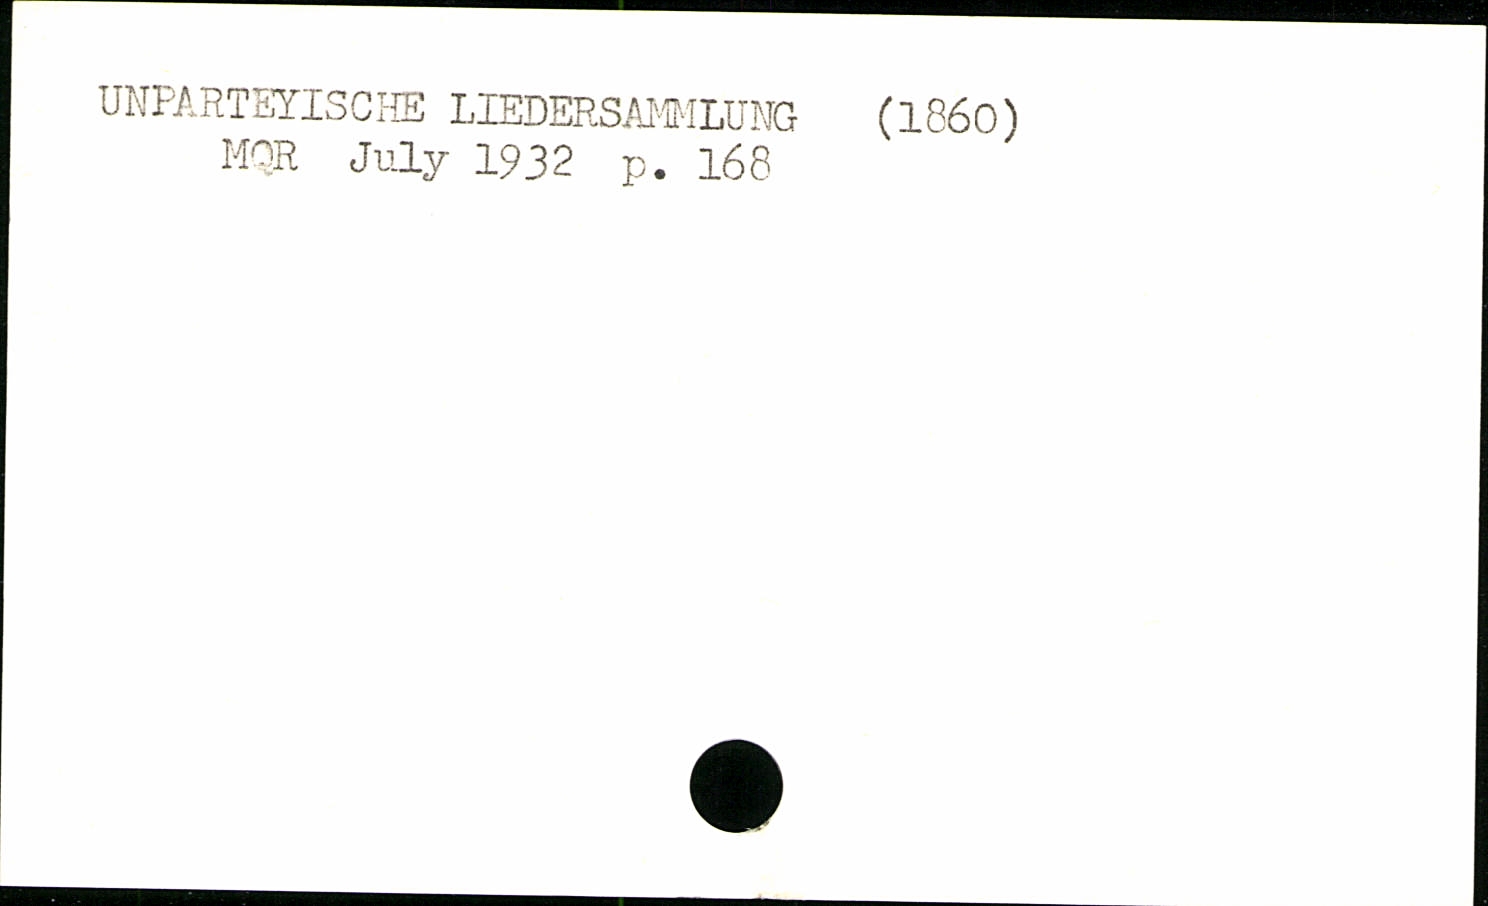 UNPARTEYISCHE LIEDERSAMMLUNG (1860)
MQR July 1932 p. 168